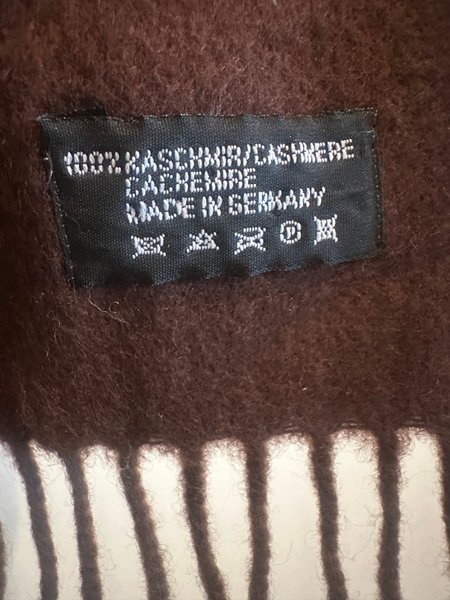 100% KASCHMIR/CASHMERE
CACHEMIRE
MADE IN GERMANY
P